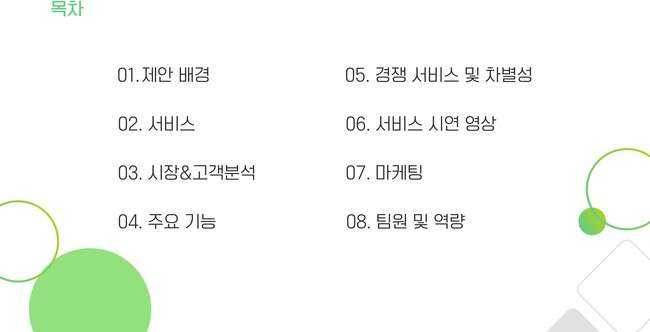 목차
01.제안 배경
02. 서비스
03. 시장&고객분석
04. 주요 기능
05. 경쟁 서비스 및 차별성
06. 서비스 시연 영상
07. 마케팅
08. 팀원 및 역량